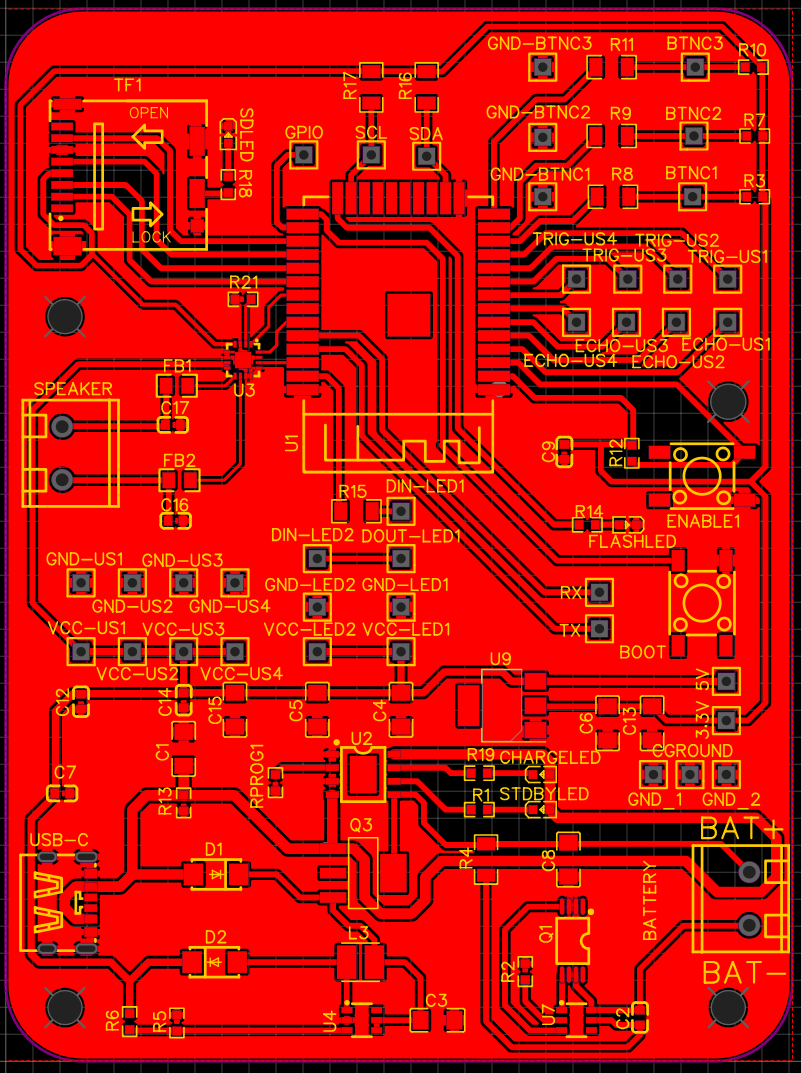 GND-BTNC3 R11 BTNC3 R10
TF1 R17 R16
OPEN SDLED GND-BTNC2 R9 BTNC2 R7
GPIO SCL SDA
R18 GND-BTNC1 R8 BTNC1 R3
LOCK
TRIG-US4 TRIG-US2
TRIG-US3 TRIG-US1
R21
ECHO-US3 ECHO-US1
ECHO-US4 ECHO-US2
FB1
SPEAKER U3
C17
U1 C9 R12
FB2
R15 DIN-LED1
C16 R14 ENABLE1
DIN-LED2 DOUT-LED1 FLASHLED
GND-US1 GND-US3
GND-US2 GND-US4 GND-LED2 GND-LED1 RX
VCC-US1 VCC-US3 VCC-LED2 VCC-LED1 TX
BOOT
VCC-US2 VCC-US4 U9
5V
C12 C14 C15 C5 C4 C6 C13 3.3V
U2
C1 RPROG1 R19 CHARGELED CGROUND
C7 R13 R1 STDBYLED GND_1 GND_2
Q3 BAT+
USB-C D1 R4 C8
BATTERY
D2 L3 Q1
R2 BAT-
R6 R5 U4 C3 U7 C2